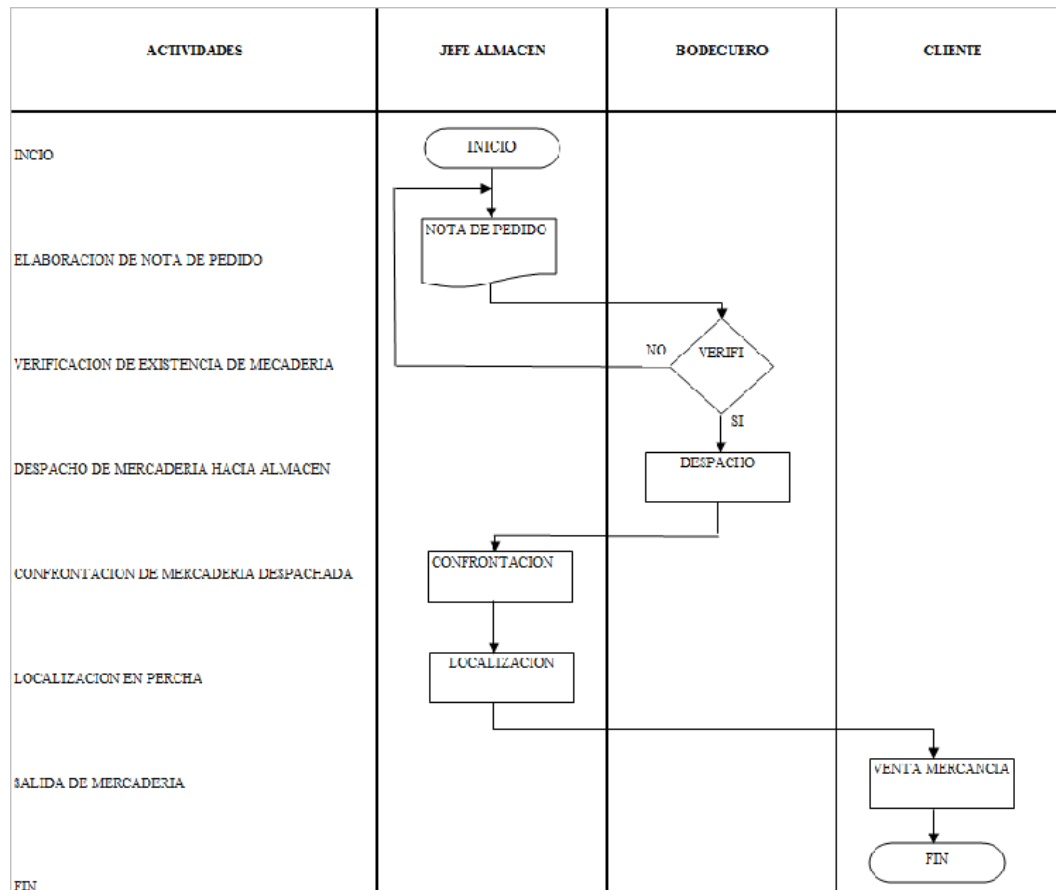 ACTIVIDADES JEFE ALMACEN BODEGUERO CLIENTE
INCIO INICIO
NOTA DE PEDIDO
ELABORACION DE NOTA DE PEDIDO
NO VERIFI
VERIFICACION DE EXISTENCIA DE MECADERIA
SI
DESPACHO
DESPACHO DE MERCADERIA HACIA ALMACEN
CONFRONTACION
CONFRONTACION DE MERCADERIA DESPACHADA
LOCALIZACION
LOCALIZACION EN PERCHA
VENTA MERCANCIA
SALIDA DE MERCADERIA
FIN
FIN